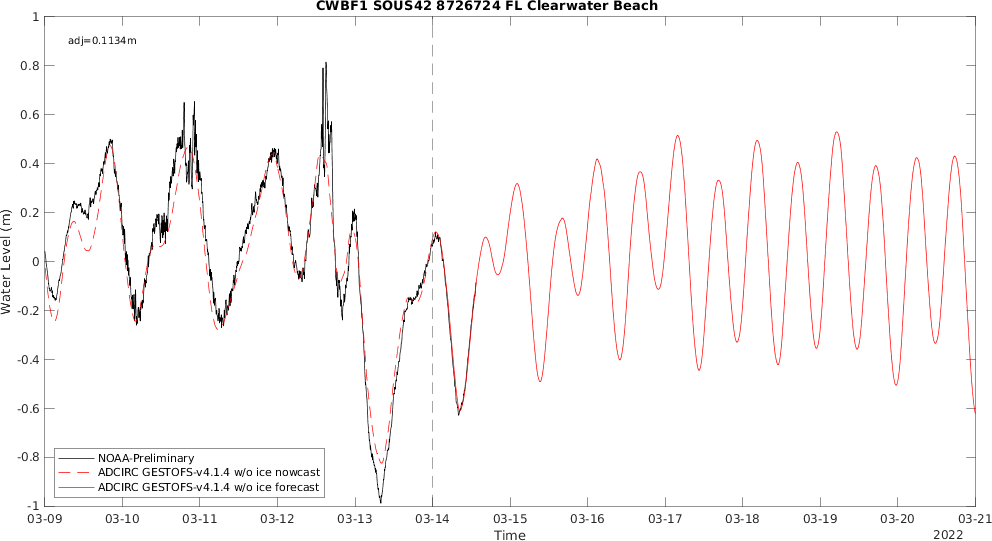 CWBF1 SOUS42 8726724 FL Clearwater Beach
adj=0.1134m
1
0.8
0.6
0.4
0.2
0
-0.2
-0.4
-0.6
-0.8
-1
Water Level (m)
NOAA-Preliminary
ADCIRC GESTOFS-v4.1.4 w/o ice nowcast
ADCIRC GESTOFS-v4.1.4 w/o ice forecast
03-09 03-10 03-11 03-12 03-13 03-14 03-15 03-16 03-17 03-18 03-19 03-20 03-21
Time
2022